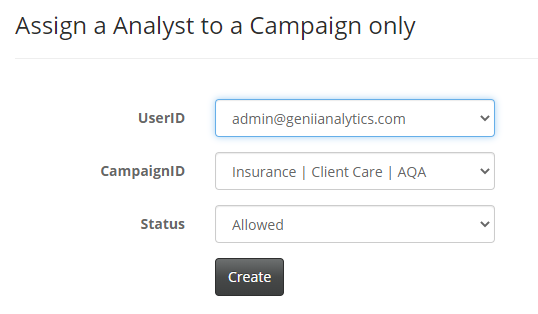 Assign a Analyst to a Campaign only
UserID admin@geniianalytics.com
CampaignID Insurance | Client Care | AQA
Status Allowed
Create